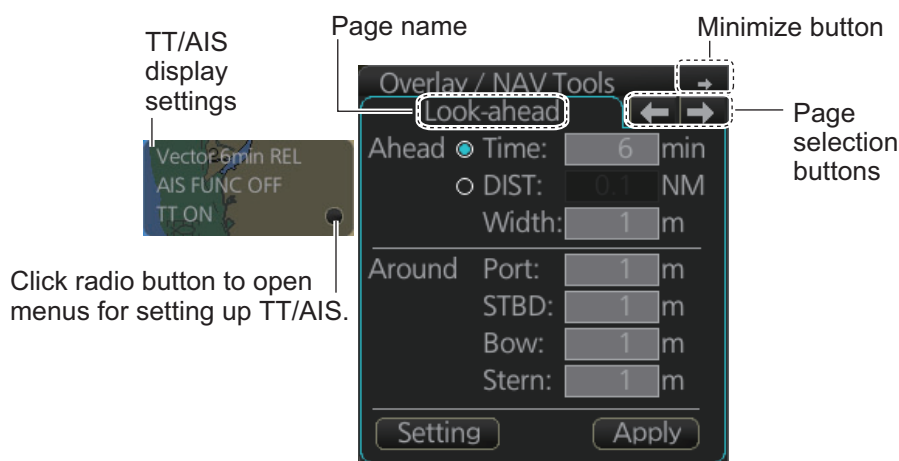 Page name
Minimize button
TT/AIS
display
settings
Overlay / NAV Tools
Look-ahead
Page
selection
buttons
Vector 6min REL
AIS FUNC OFF
TT ON
Click radio button to open
menus for setting up TT/AIS.
Ahead Time: 6 min
DIST: 0.1 NM
Width: 1 m
Around Port: 1 m
STBD: 1 m
Bow: 1 m
Stern: 1 m
Setting Apply